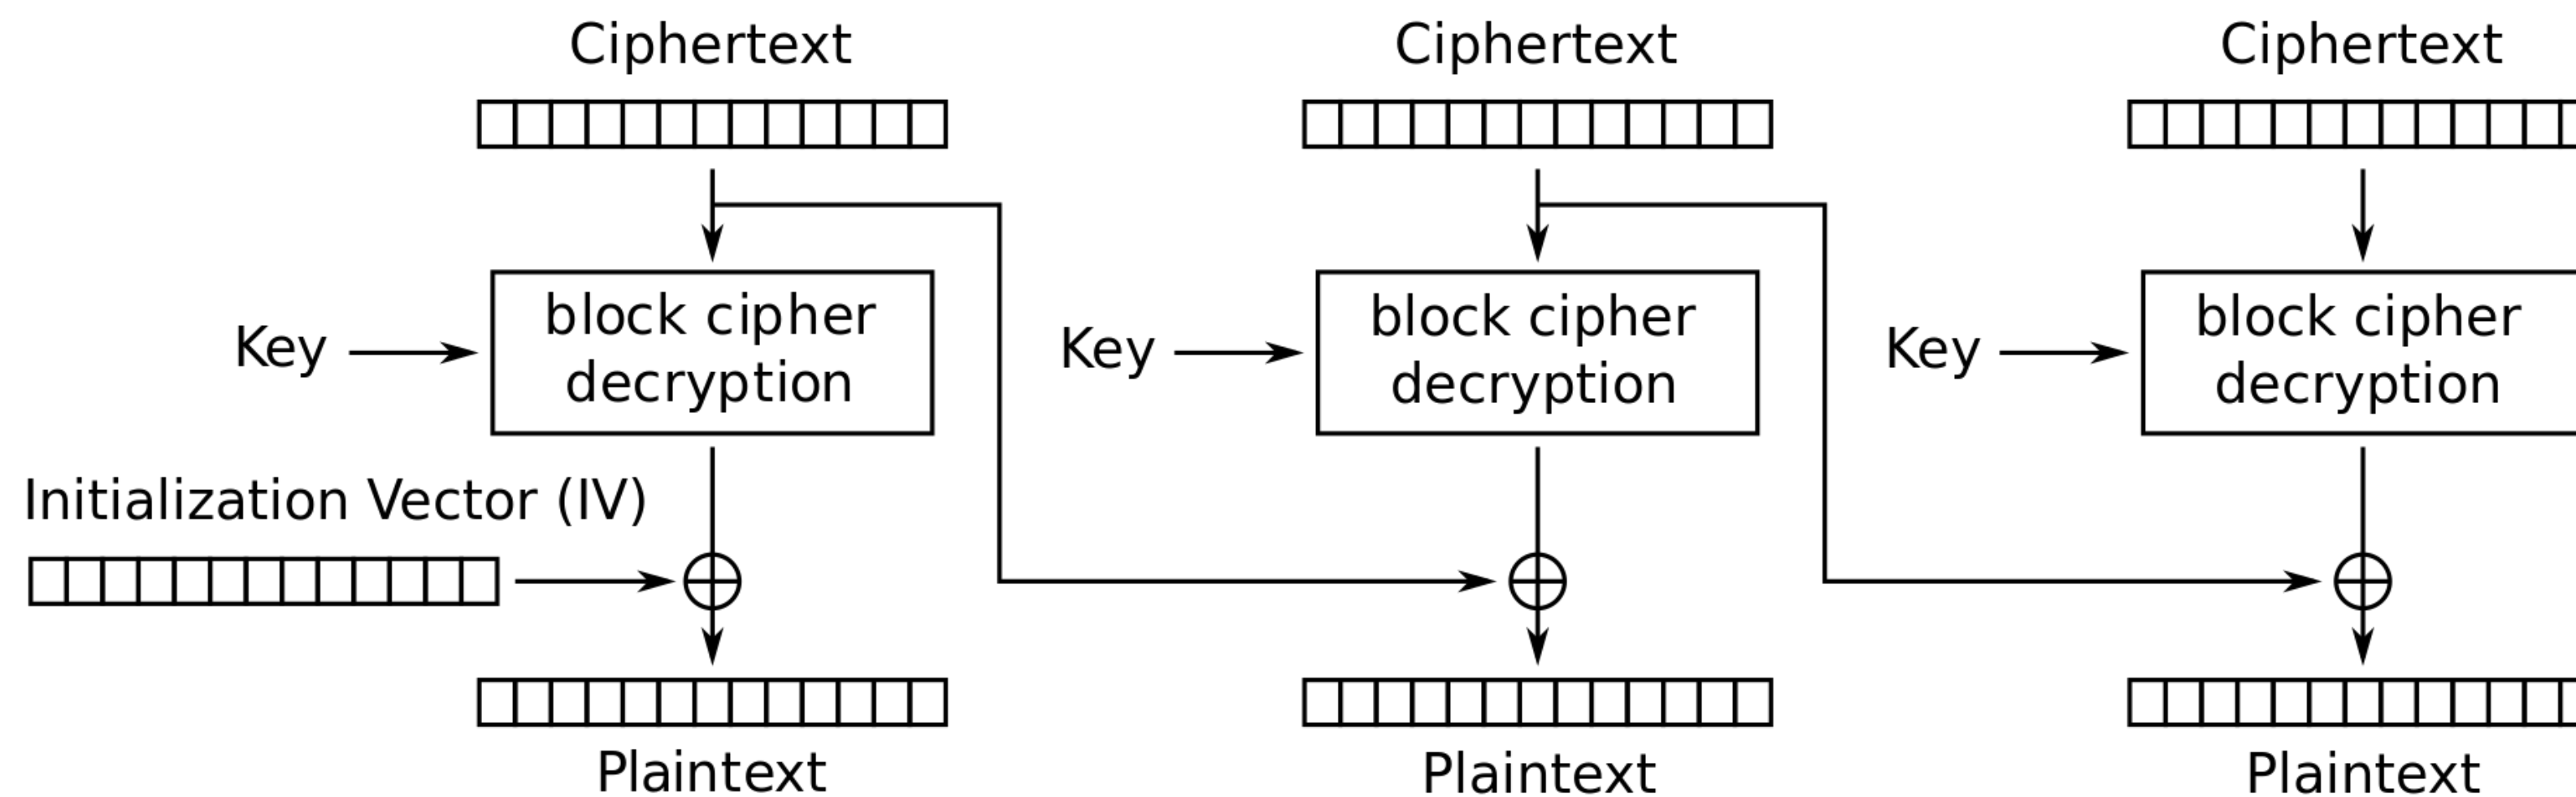 Ciphertext Ciphertext Ciphertext
Key block cipher decryption Key block cipher decryption Key block cipher decryption
Initialization Vector (IV)
Plaintext Plaintext Plaintext